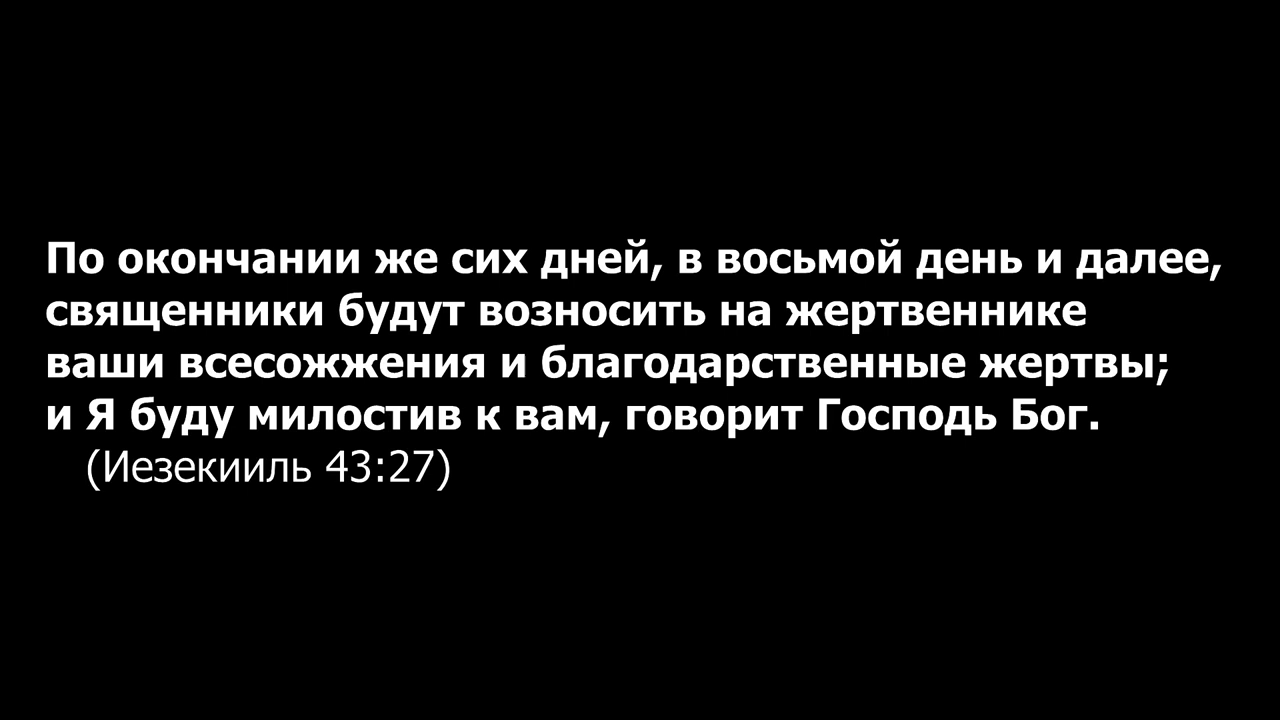 По окончании же сих дней, в восьмой день и далее,
священники будут возносить на жертвеннике
ваши всесожжения и благодарственные жертвы;
и Я буду милостив к вам, говорит Господь Бог.
(Иезекииль 43:27)